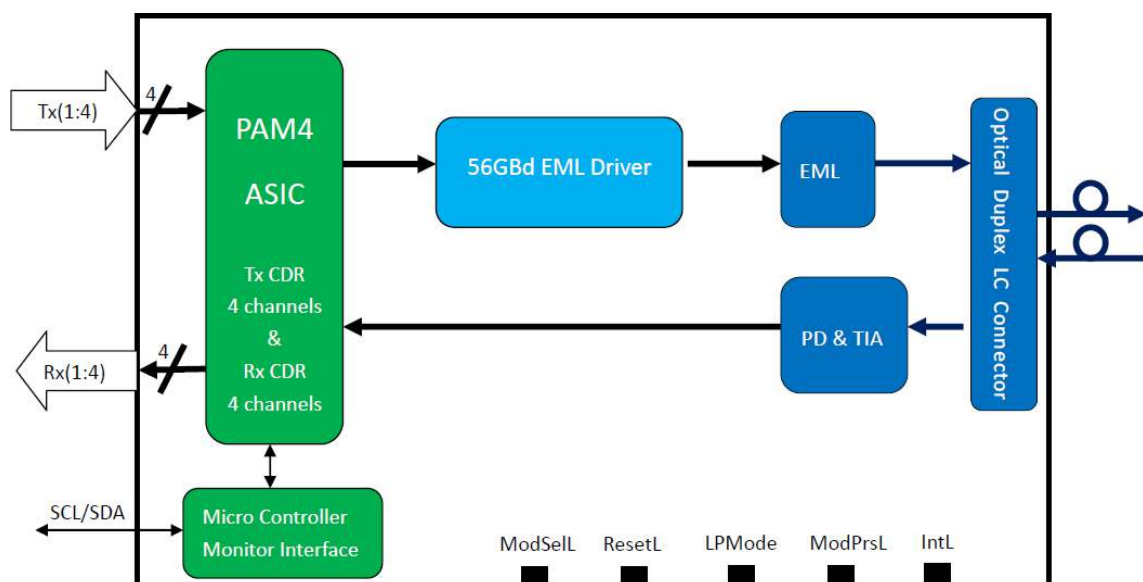 Tx(1:4)
4
PAM4
ASIC
Tx CDR
4 channels
&
Rx CDR
4 channels
56GBd EML Driver
EML
PD & TIA
Optical Duplex LC Connector
4
Rx(1:4)
SCL/SDA
Micro Controller
Monitor Interface
ModSelL
ResetL
LPMode
ModPrsL
IntL